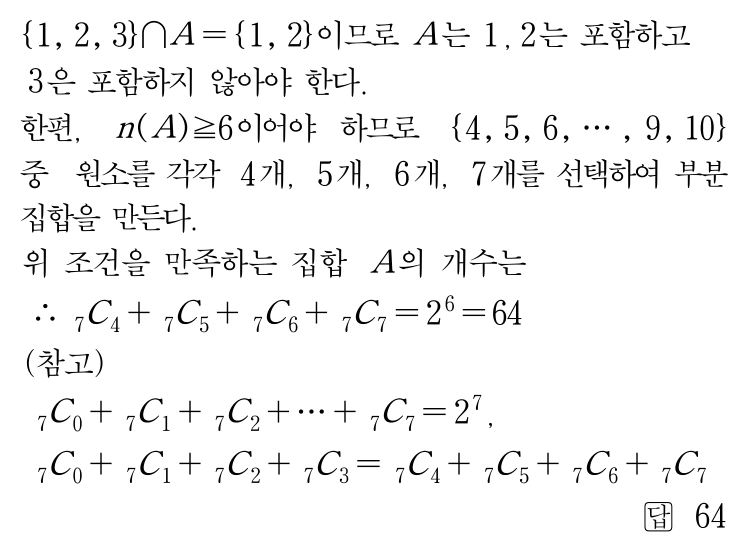 {1, 2, 3}∩A={1, 2}이므로 A는 1, 2는 포함하고
3은 포함하지 않아야 한다.
한편, n(A)≧6이어야 하므로 {4, 5, 6, ⋯ , 9, 10}
중 원소를 각각 4개, 5개, 6개, 7개를 선택하여 부분
집합을 만든다.
위 조건을 만족하는 집합 A의 개수는
∴ ₇C₄+ ₇C₅+ ₇C₆+ ₇C₇=2⁶=64
(참고)
₇C₀+ ₇C₁+ ₇C₂+⋯+ ₇C₇=2⁷,
₇C₀+ ₇C₁+ ₇C₂+ ₇C₃= ₇C₄+ ₇C₅+ ₇C₆+ ₇C₇
답 64